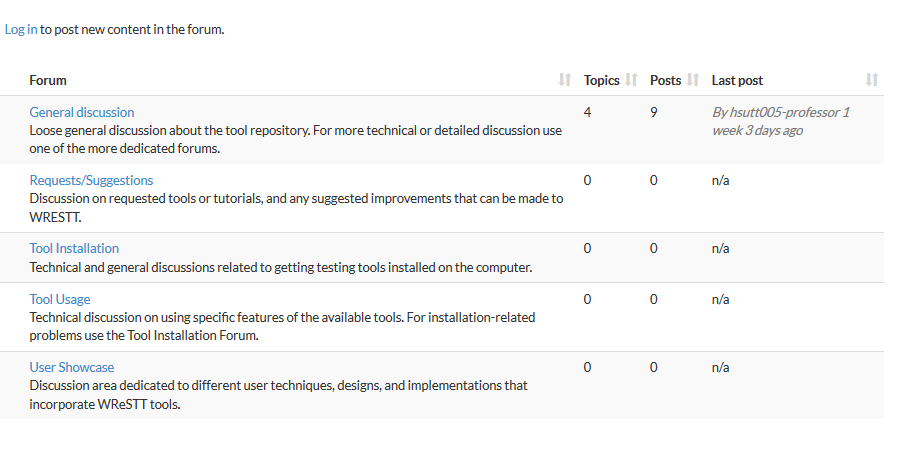 Log in to post new content in the forum.
Forum Topics Posts Last post
General discussion 4 9 By hsutt005-professor 1
Loose general discussion about the tool repository. For more technical or detailed discussion use week 3 days ago
one of the more dedicated forums.
Requests/Suggestions 0 0 n/a
Discussion on requested tools or tutorials, and any suggested improvements that can be made to
WRESTT.
Tool Installation 0 0 n/a
Technical and general discussions related to getting testing tools installed on the computer.
Tool Usage 0 0 n/a
Technical discussion on using specific features of the available tools. For installation-related
problems use the Tool Installation Forum.
User Showcase 0 0 n/a
Discussion area dedicated to different user techniques, designs, and implementations that
incorporate WReSTT tools.